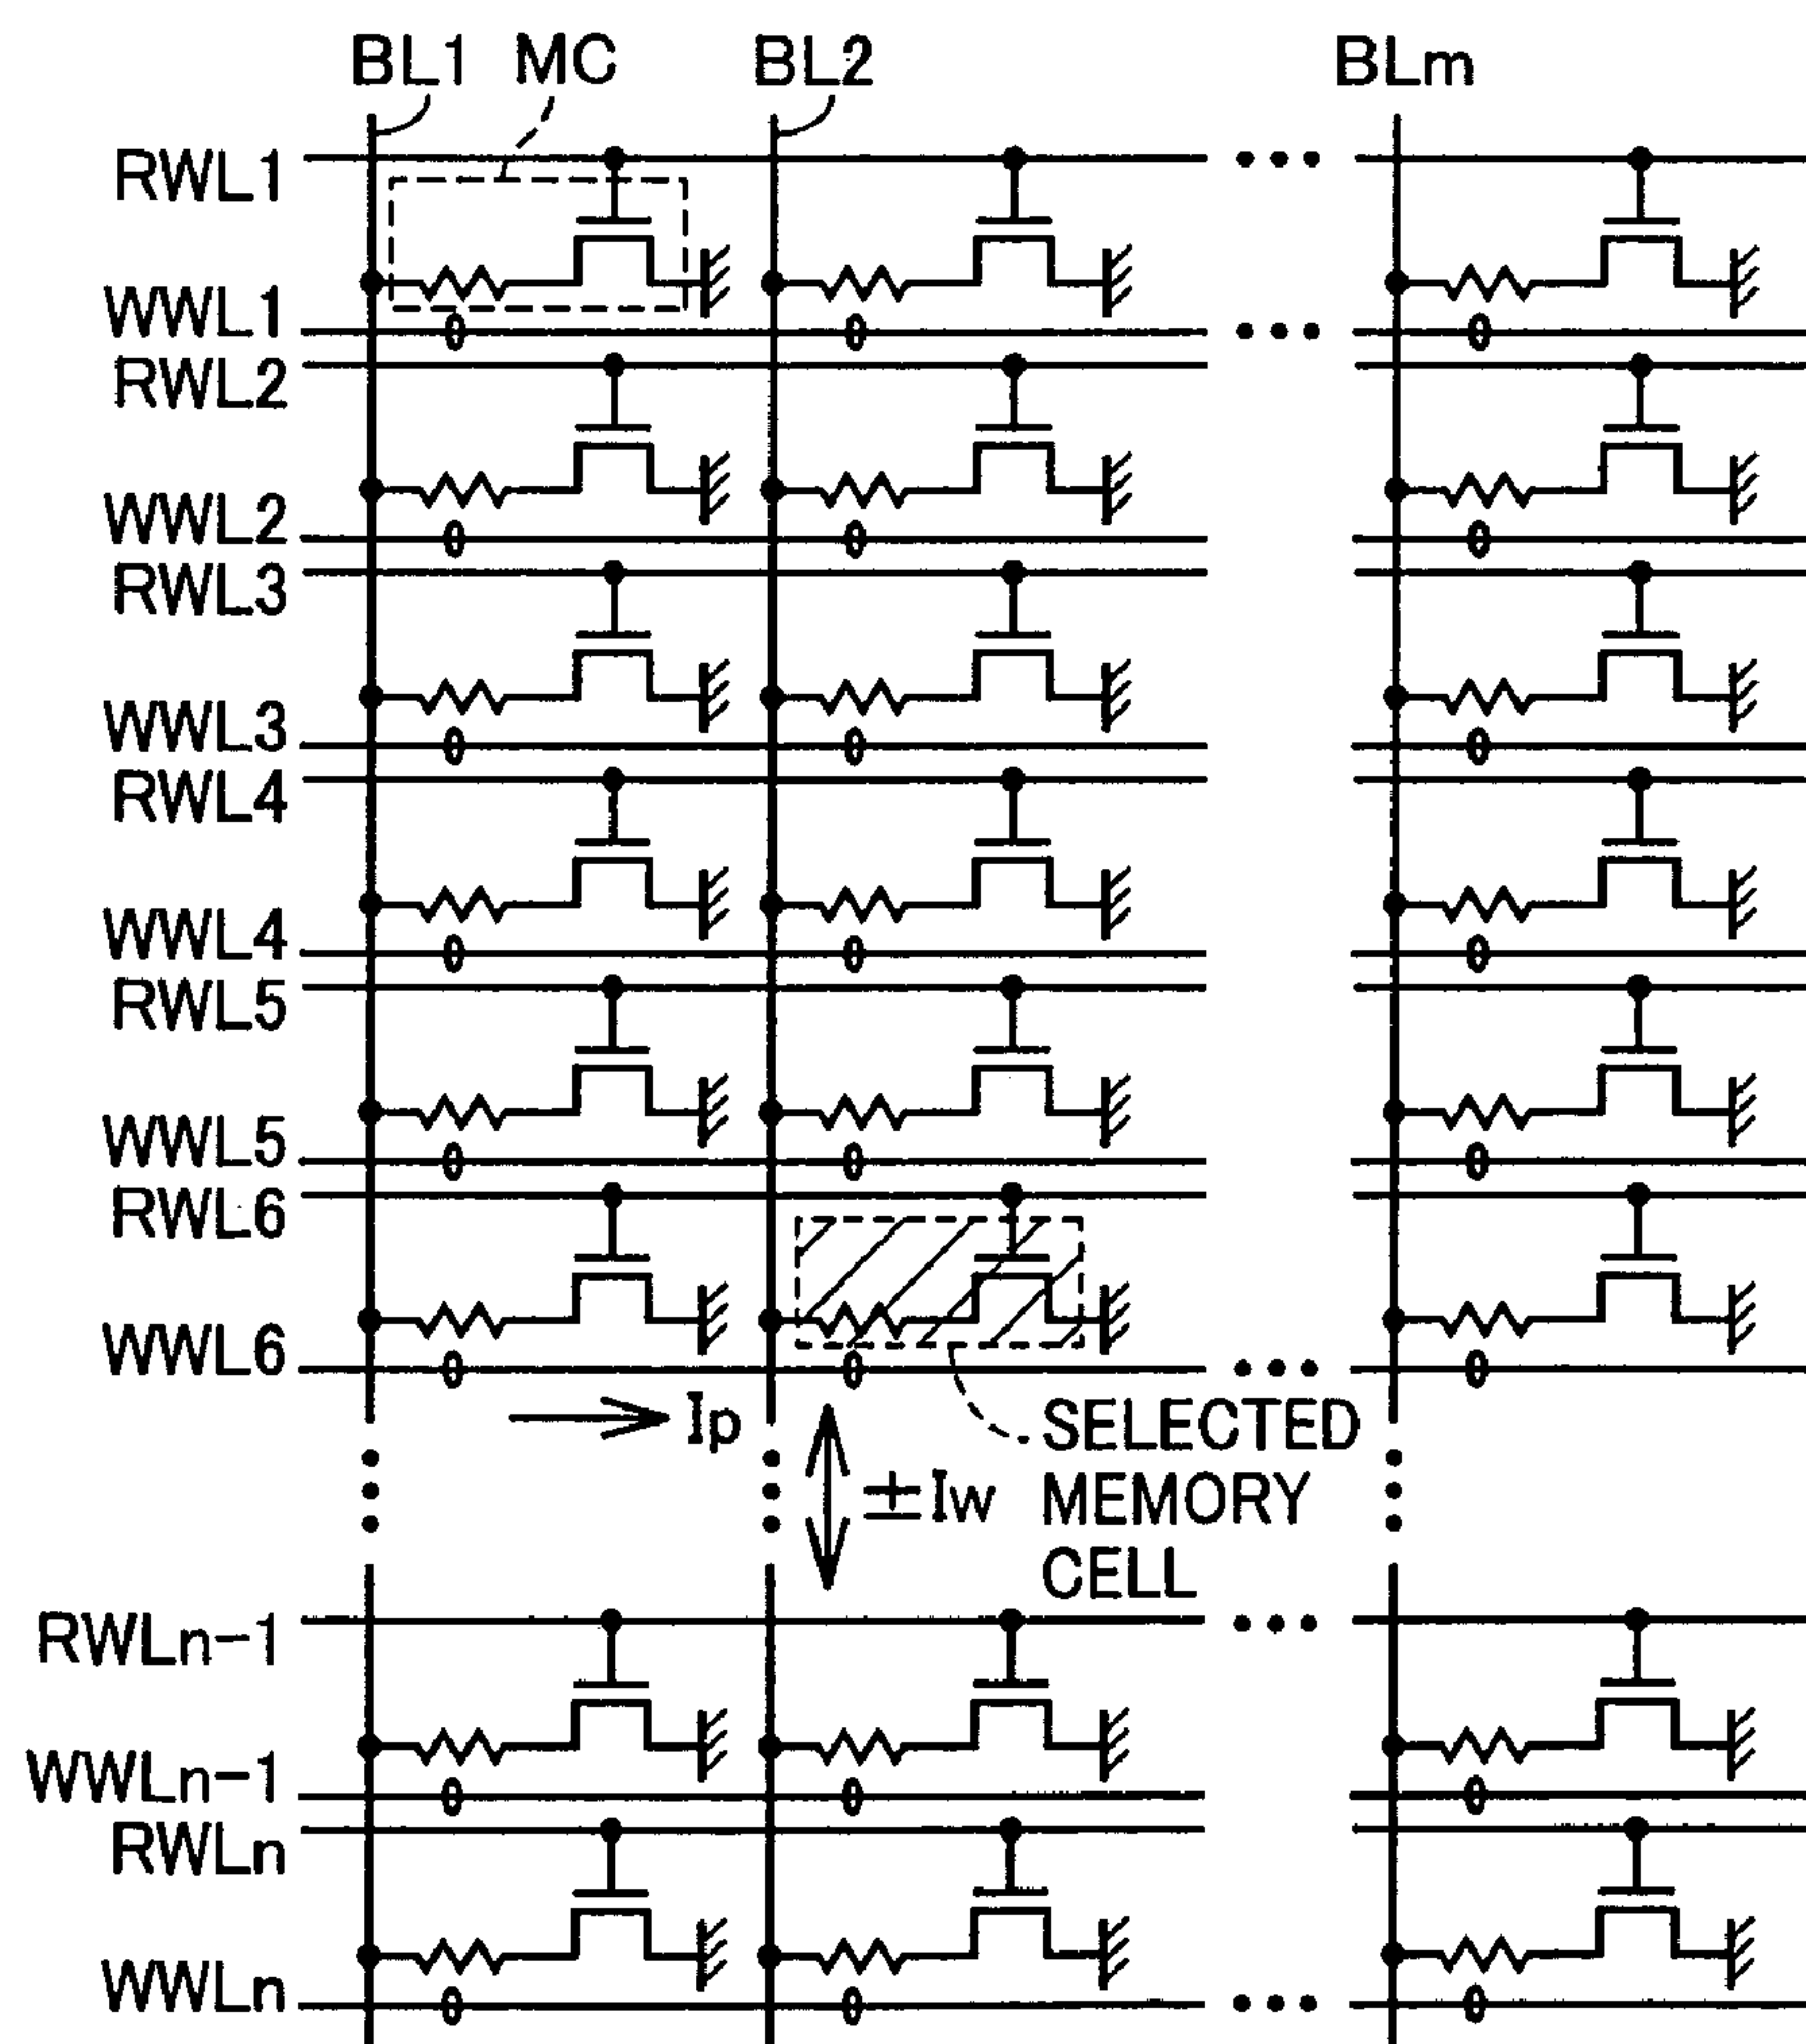 BL1 MC BL2 BLm
RWL1
WWL1
RWL2
WWL2
RWL3
WWL3
RWL4
WWL4
RWL5
WWL5
RWL6
WWL6
Ip
±Iw
SELECTED
MEMORY
CELL
RWLn-1
WWLn-1
RWLn
WWLn